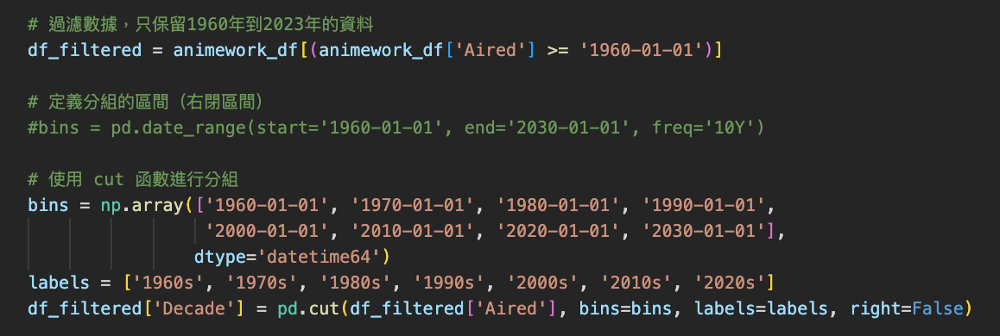 # 過濾數據，只保留1960年到2023年的資料
df_filtered = animework_df[(animework_df['Aired'] >= '1960-01-01')]
# 定義分組的區間（右閉區間）
#bins = pd.date_range(start='1960-01-01', end='2030-01-01', freq='10Y')
# 使用 cut 函數進行分組
bins = np.array(['1960-01-01', '1970-01-01', '1980-01-01', '1990-01-01',
'2000-01-01', '2010-01-01', '2020-01-01', '2030-01-01'],
dtype='datetime64')
labels = ['1960s', '1970s', '1980s', '1990s', '2000s', '2010s', '2020s']
df_filtered['Decade'] = pd.cut(df_filtered['Aired'], bins=bins, labels=labels, right=False)